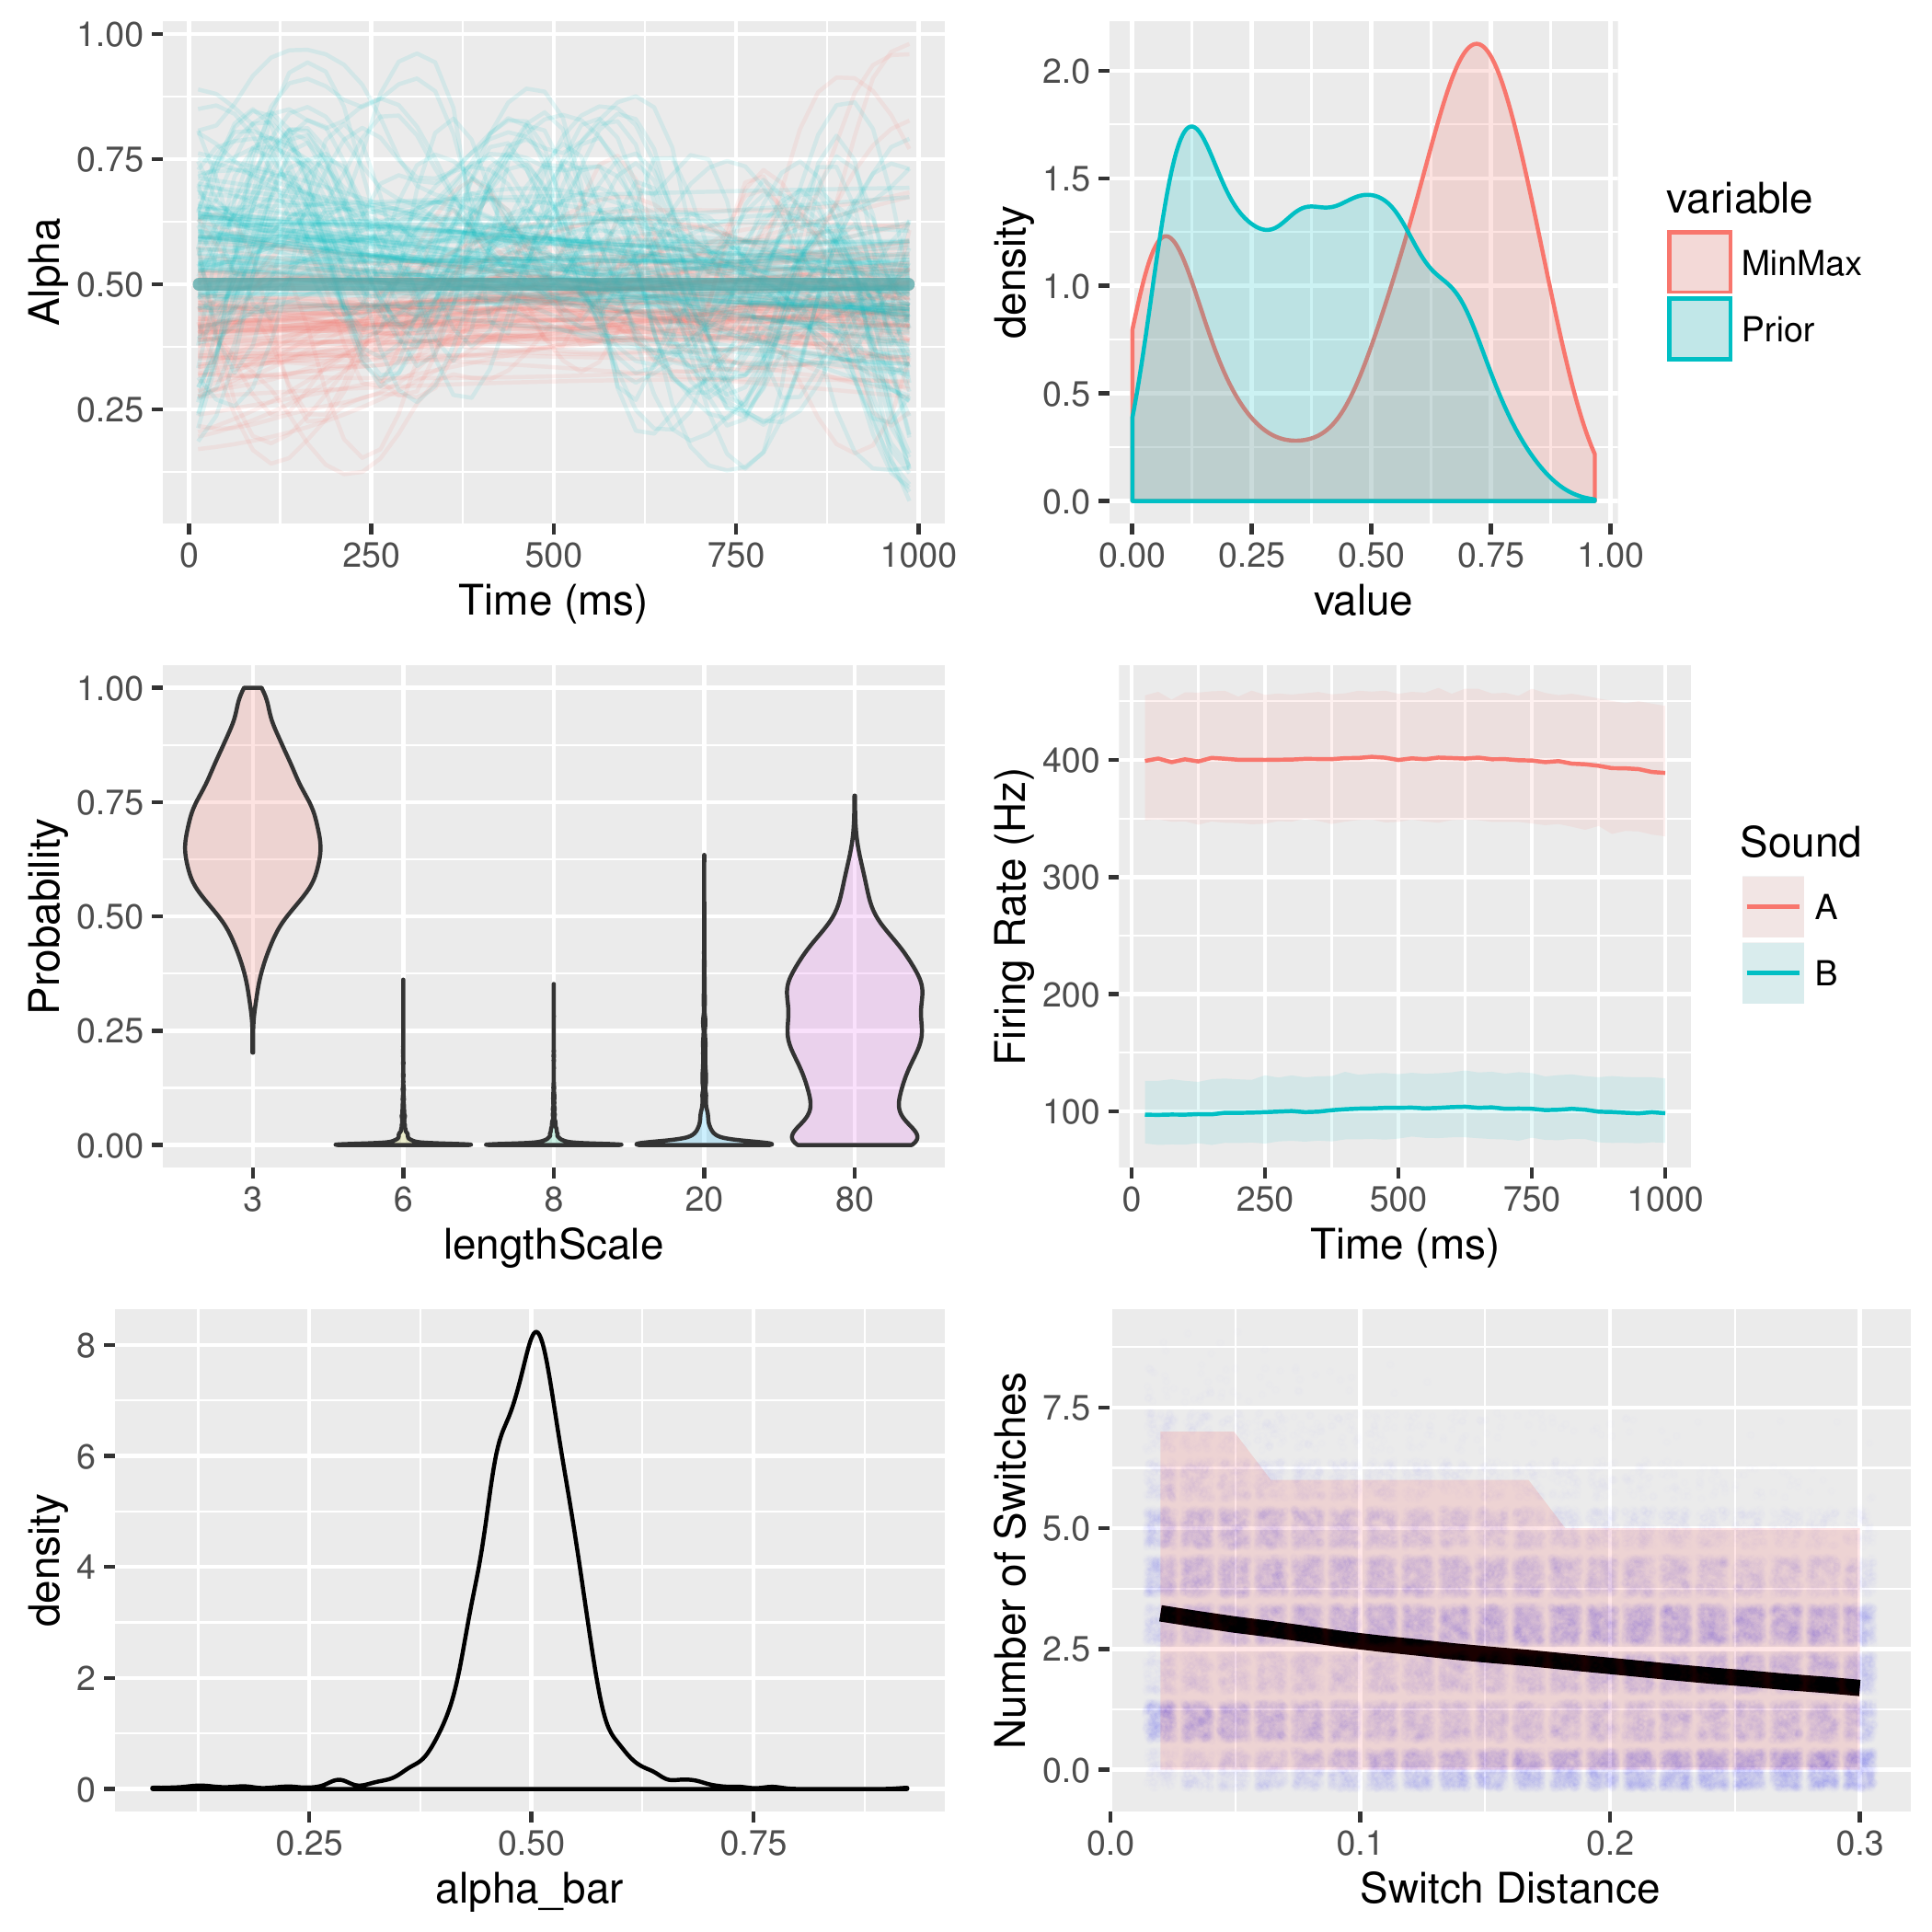 1.00
0.75
0.50
0.25
Alpha
0 250 500 750 1000
Time (ms)
2.0
1.5
1.0
0.5
0.0
density
0.00 0.25 0.50 0.75 1.00
value
variable
MinMax
Prior
1.00
0.75
0.50
0.25
0.00
Probability
3 6 8 20 80
lengthScale
400
300
200
100
Firing Rate (Hz)
0 250 500 750 1000
Time (ms)
Sound
A
B
8
6
4
2
0
density
0.25 0.50 0.75
alpha_bar
7.5
5.0
2.5
0.0
Number of Switches
0.0 0.1 0.2 0.3
Switch Distance